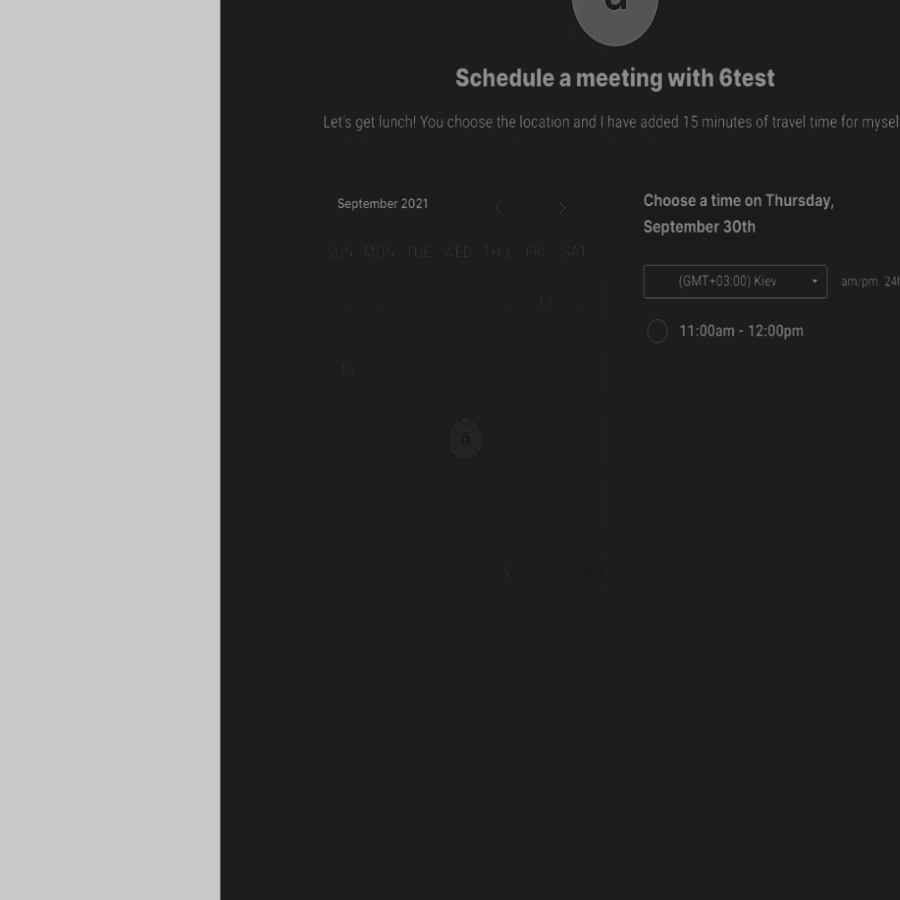 Schedule a meeting with 6test
Let's get lunch! You choose the location and I have added 15 minutes of travel time for mysel
September 2021
SUN MON TUE WED THU FRI SAT
19
19
6
5
17
Choose a time on Thursday,
September 30th
(GMT+03:00) Kiev
am/pm 24h
11:00am - 12:00pm